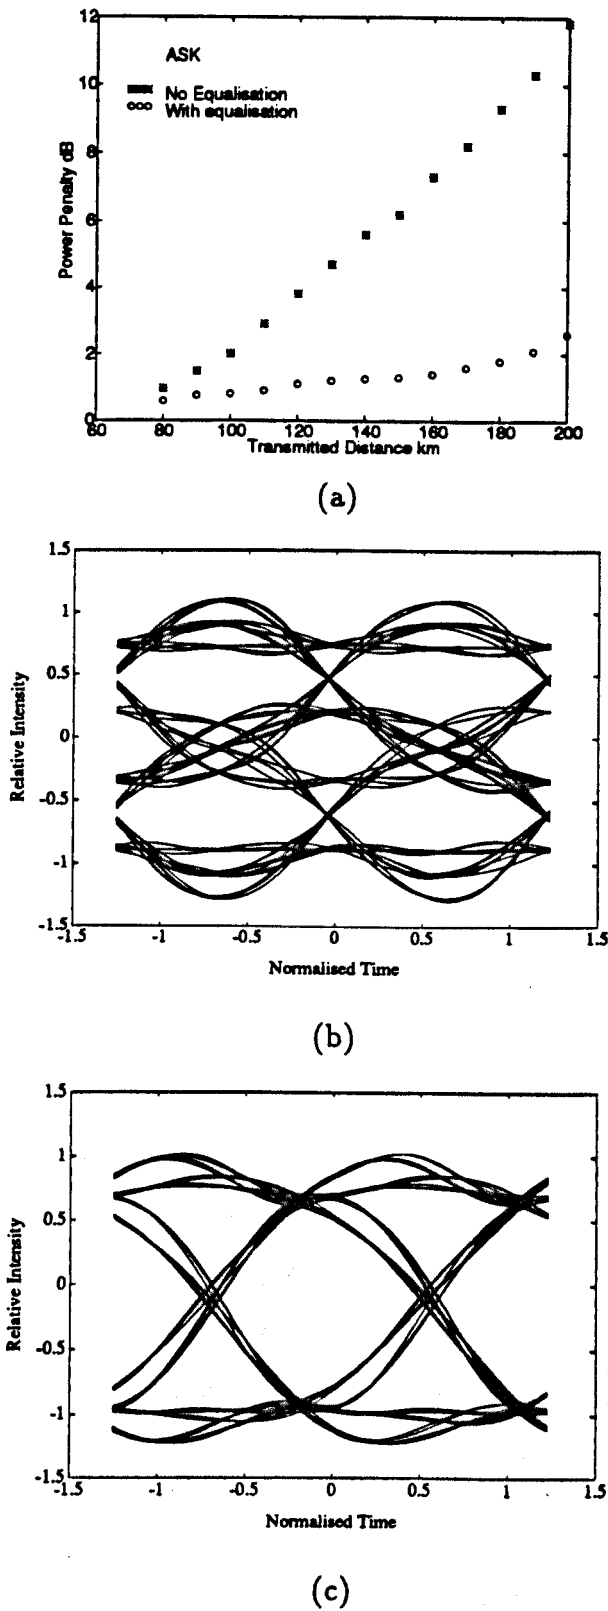 12
ASK
No Equalisation
With equalisation
10
8
6
4
2
0
Power Penalty dB
60 80 100 120 140 160 180 200
Transmitted Distance km
(a)
1.5
1
0.5
0
-0.5
-1
-1.5
Relative Intensity
-1.5 -1 -0.5 0 0.5 1 1.5
Normalised Time
(b)
1.5
1
0.5
0
-0.5
-1
-1.5
Relative Intensity
-1.5 -1 -0.5 0 0.5 1 1.5
Normalised Time
(c)